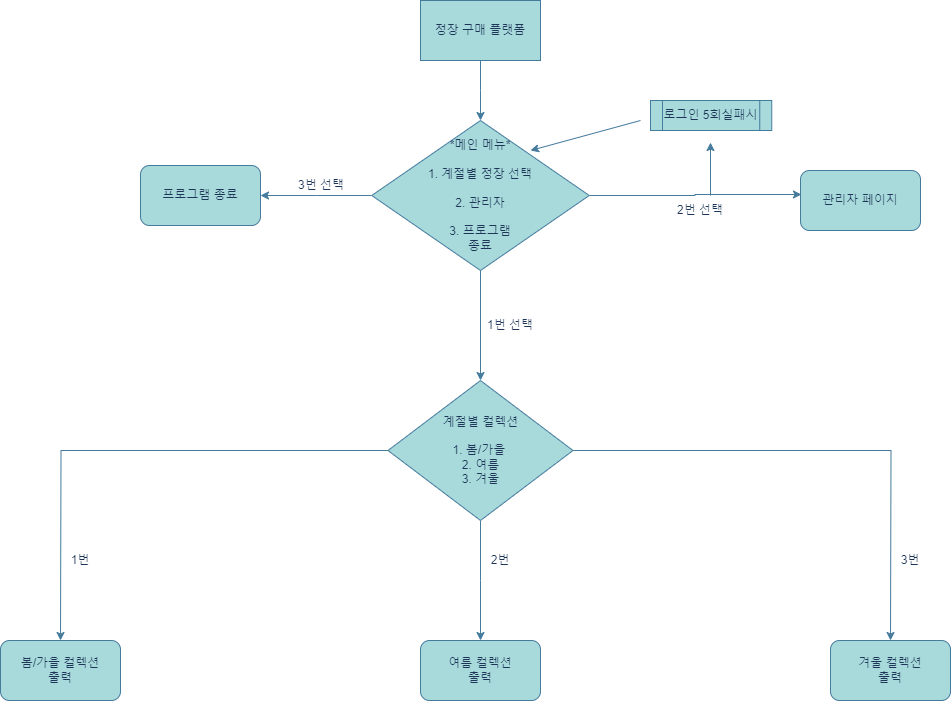 정장 구매 플랫폼
로그인 5회실패시
*메인 메뉴*
1. 계절별 정장 선택
2. 관리자
3. 프로그램
종료
3번 선택
프로그램 종료
2번 선택
관리자 페이지
1번 선택
계절별 컬렉션
1. 봄/가을
2. 여름
3. 겨울
1번
2번
3번
봄/가을 컬렉션
출력
여름 컬렉션
출력
겨울 컬렉션
출력